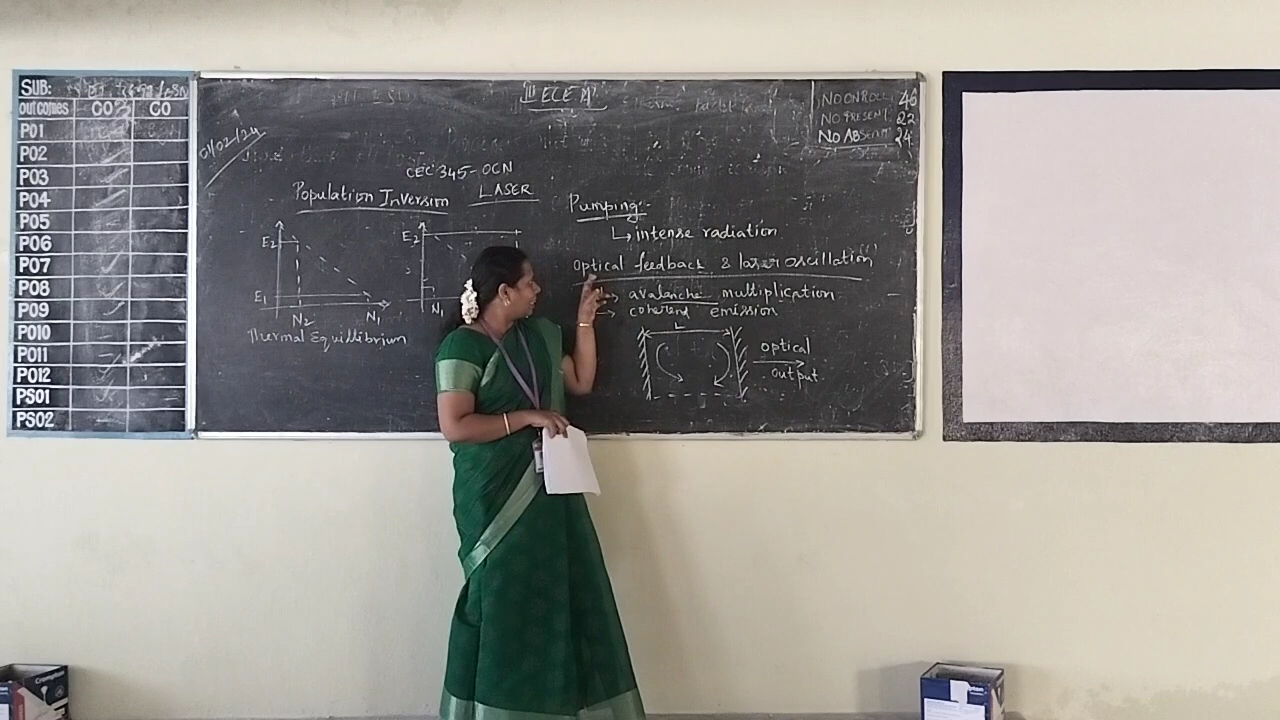 SUB:
outcomes CO CO
PO1
PO2
PO3
PO4
PO5
PO6
PO7
PO8
PO9
PO10
PO11
PO12
PSO1
PSO2
01/02/24
III ECE 'A'
NO ONROLL 46
NO PRESENT 22
NO ABSENT 24
CEC 345-OCN
LASER
Population Inversion
E2
E1
N2 N1
Thermal Equillibrium
E2
N1
Pumping:-
intense radiation
Optical feedback & laser oscillation
avalanche multiplication
coherent emission
L
optical
output
Crompton